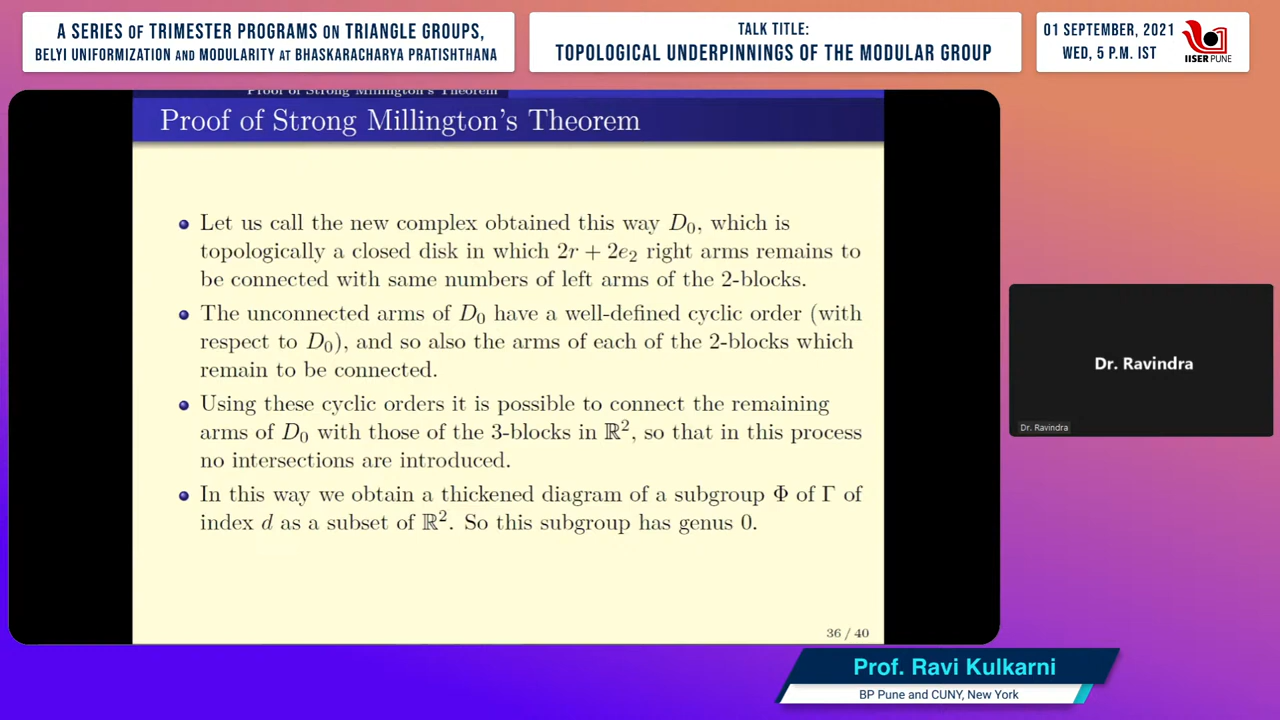 A SERIES OF TRIMESTER PROGRAMS ON TRIANGLE GROUPS,
BELYI UNIFORMIZATION AND MODULARITY AT BHASKARACHARYA PRATISHTHANA
TALK TITLE:
TOPOLOGICAL UNDERPINNINGS OF THE MODULAR GROUP
01 SEPTEMBER, 2021
WED, 5 P.M. IST
IISER PUNE
Proof of Strong Millington's Theorem
Proof of Strong Millington's Theorem
Let us call the new complex obtained this way D₀, which is
topologically a closed disk in which 2r + 2e₂ right arms remains to
be connected with same numbers of left arms of the 2-blocks.
The unconnected arms of D₀ have a well-defined cyclic order (with
respect to D₀), and so also the arms of each of the 2-blocks which
remain to be connected.
Using these cyclic orders it is possible to connect the remaining
arms of D₀ with those of the 3-blocks in ℝ², so that in this process
no intersections are introduced.
In this way we obtain a thickened diagram of a subgroup Φ of Γ of
index d as a subset of ℝ². So this subgroup has genus 0.
36 / 40
Dr. Ravindra
Dr. Ravindra
Prof. Ravi Kulkarni
BP Pune and CUNY, New York